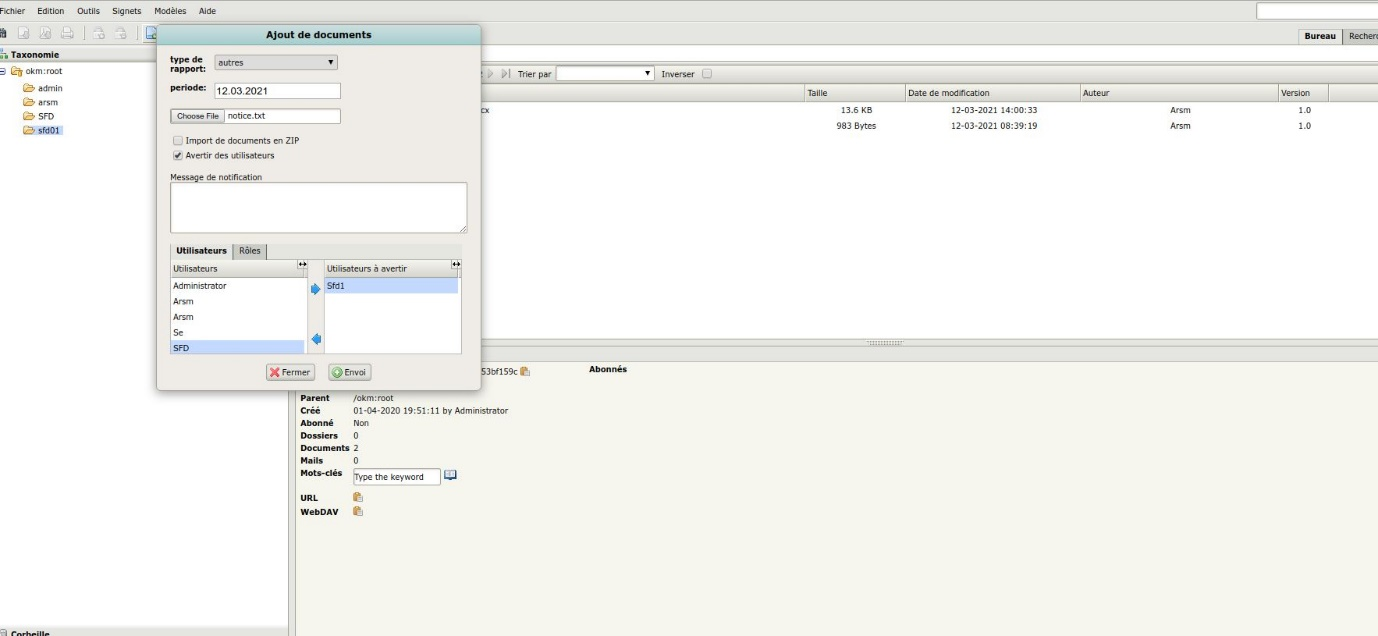 Fichier Edition Outils Signets Modèles Aide
Ajout de documents
Bureau
Taxonomie
okm:root
admin
arsm
SFD
sfd01
type de rapport: autres
periode: 12.03.2021
Choose File notice.txt
Import de documents en ZIP
Avertir des utilisateurs
Message de notification
Utilisateurs Rôles
Utilisateurs Utilisateurs à avertir
Administrator Sfd1
Arsm
Arsm
Se
SFD
Fermer Envoi
Trier par Inverser
Taille Date de modification Auteur Version
cx 13.6 KB 12-03-2021 14:00:33 Arsm 1.0
983 Bytes 12-03-2021 08:39:19 Arsm 1.0
53bf159c Abonnés
Parent /okm:root
Créé 01-04-2020 19:51:11 by Administrator
Abonné Non
Dossiers 0
Documents 2
Mails 0
Mots-clés Type the keyword
URL
WebDAV
Corbeille